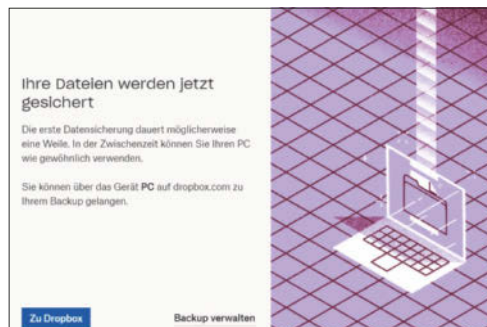 Ihre Dateien werden jetzt
gesichert
Die erste Datensicherung dauert möglicherweise
eine Weile. In der Zwischenzeit können Sie Ihren PC
wie gewöhnlich verwenden.
Sie können über das Gerät PC auf dropbox.com zu
Ihrem Backup gelangen.
Zu Dropbox
Backup verwalten